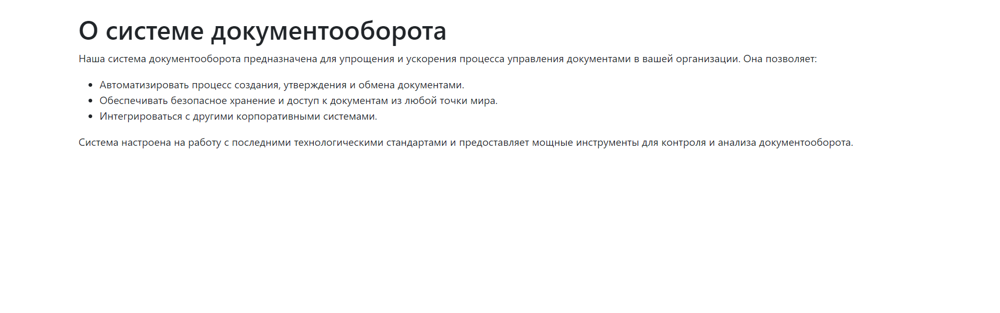 О системе документооборота
Наша система документооборота предназначена для упрощения и ускорения процесса управления документами в вашей организации. Она позволяет:
• Автоматизировать процесс создания, утверждения и обмена документами.
• Обеспечивать безопасное хранение и доступ к документам из любой точки мира.
• Интегрироваться с другими корпоративными системами.
Система настроена на работу с последними технологическими стандартами и предоставляет мощные инструменты для контроля и анализа документооборота.